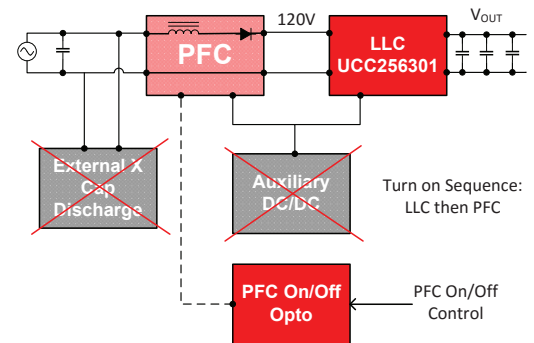 PFC
120V
LLC
UCC256301
VOUT
External X
Cap
Discharge
Auxiliary
DC/DC
Turn on Sequence:
LLC then PFC
PFC On/Off
Opto
PFC On/Off
Control